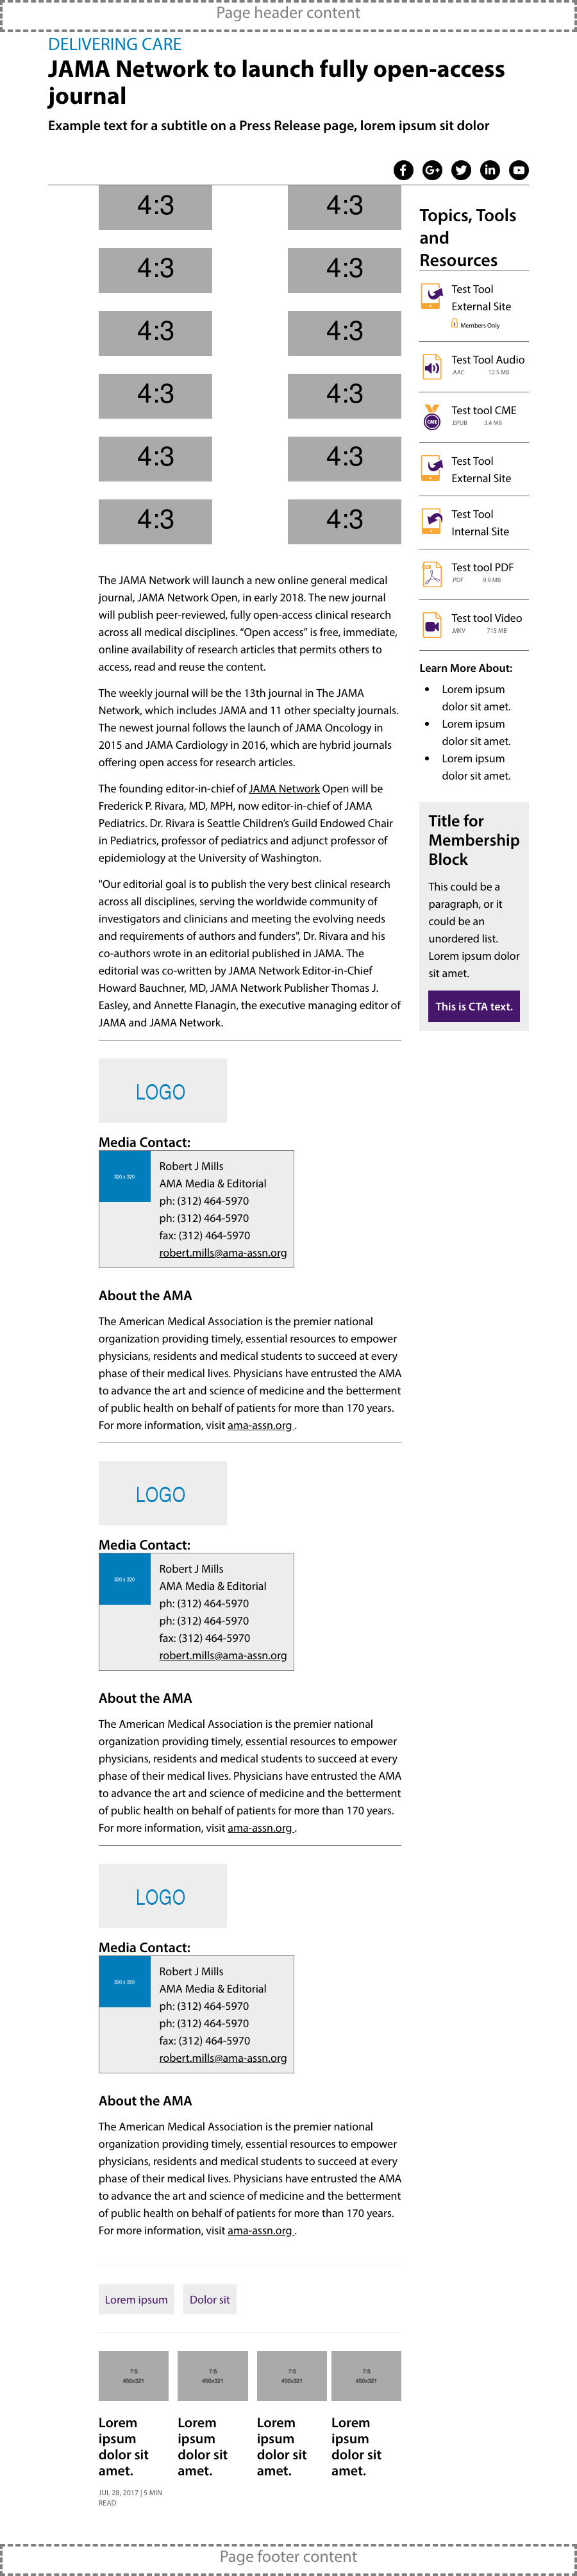 Page header content
DELIVERING CARE
JAMA Network to launch fully open-access
journal
Example text for a subtitle on a Press Release page, lorem ipsum sit dolor
4:3 4:3
4:3 4:3
4:3 4:3
4:3 4:3
4:3 4:3
4:3 4:3
The JAMA Network will launch a new online general medical
journal, JAMA Network Open, in early 2018. The new journal
will publish peer-reviewed, fully open-access clinical research
across all medical disciplines. “Open access” is free, immediate,
online availability of research articles that permits others to
access, read and reuse the content.
The weekly journal will be the 13th journal in The JAMA
Network, which includes JAMA and 11 other specialty journals.
The newest journal follows the launch of JAMA Oncology in
2015 and JAMA Cardiology in 2016, which are hybrid journals
offering open access for research articles.
The founding editor-in-chief of JAMA Network Open will be
Frederick P. Rivara, MD, MPH, now editor-in-chief of JAMA
Pediatrics. Dr. Rivara is Seattle Children’s Guild Endowed Chair
in Pediatrics, professor of pediatrics and adjunct professor of
epidemiology at the University of Washington.
"Our editorial goal is to publish the very best clinical research
across all disciplines, serving the worldwide community of
investigators and clinicians and meeting the evolving needs
and requirements of authors and funders", Dr. Rivara and his
co-authors wrote in an editorial published in JAMA. The
editorial was co-written by JAMA Network Editor-in-Chief
Howard Bauchner, MD, JAMA Network Publisher Thomas J.
Easley, and Annette Flanagin, the executive managing editor of
JAMA and JAMA Network.
LOGO
Media Contact:
320 x 320
Robert J Mills
AMA Media & Editorial
ph: (312) 464-5970
ph: (312) 464-5970
fax: (312) 464-5970
robert.mills@ama-assn.org
About the AMA
The American Medical Association is the premier national
organization providing timely, essential resources to empower
physicians, residents and medical students to succeed at every
phase of their medical lives. Physicians have entrusted the AMA
to advance the art and science of medicine and the betterment
of public health on behalf of patients for more than 170 years.
For more information, visit ama-assn.org .
LOGO
Media Contact:
320 x 320
Robert J Mills
AMA Media & Editorial
ph: (312) 464-5970
ph: (312) 464-5970
fax: (312) 464-5970
robert.mills@ama-assn.org
About the AMA
The American Medical Association is the premier national
organization providing timely, essential resources to empower
physicians, residents and medical students to succeed at every
phase of their medical lives. Physicians have entrusted the AMA
to advance the art and science of medicine and the betterment
of public health on behalf of patients for more than 170 years.
For more information, visit ama-assn.org .
LOGO
Media Contact:
320 x 320
Robert J Mills
AMA Media & Editorial
ph: (312) 464-5970
ph: (312) 464-5970
fax: (312) 464-5970
robert.mills@ama-assn.org
About the AMA
The American Medical Association is the premier national
organization providing timely, essential resources to empower
physicians, residents and medical students to succeed at every
phase of their medical lives. Physicians have entrusted the AMA
to advance the art and science of medicine and the betterment
of public health on behalf of patients for more than 170 years.
For more information, visit ama-assn.org .
Lorem ipsum Dolor sit
7:5 7:5 7:5 7:5
450x321 450x321 450x321 450x321
Lorem Lorem Lorem Lorem
ipsum ipsum ipsum ipsum
dolor sit dolor sit dolor sit dolor sit
amet. amet. amet. amet.
JUL 28, 2017 | 5 MIN
READ
Topics, Tools
and
Resources
Test Tool
External Site
Members Only
Test Tool Audio
.AAC 12.5 MB
CME
Test tool CME
.EPUB 3.4 MB
Test Tool
External Site
Test Tool
Internal Site
Test tool PDF
.PDF 9.9 MB
Test tool Video
.MKV 715 MB
Learn More About:
Lorem ipsum
dolor sit amet.
Lorem ipsum
dolor sit amet.
Lorem ipsum
dolor sit amet.
Title for
Membership
Block
This could be a
paragraph, or it
could be an
unordered list.
Lorem ipsum dolor
sit amet.
This is CTA text.
Page footer content